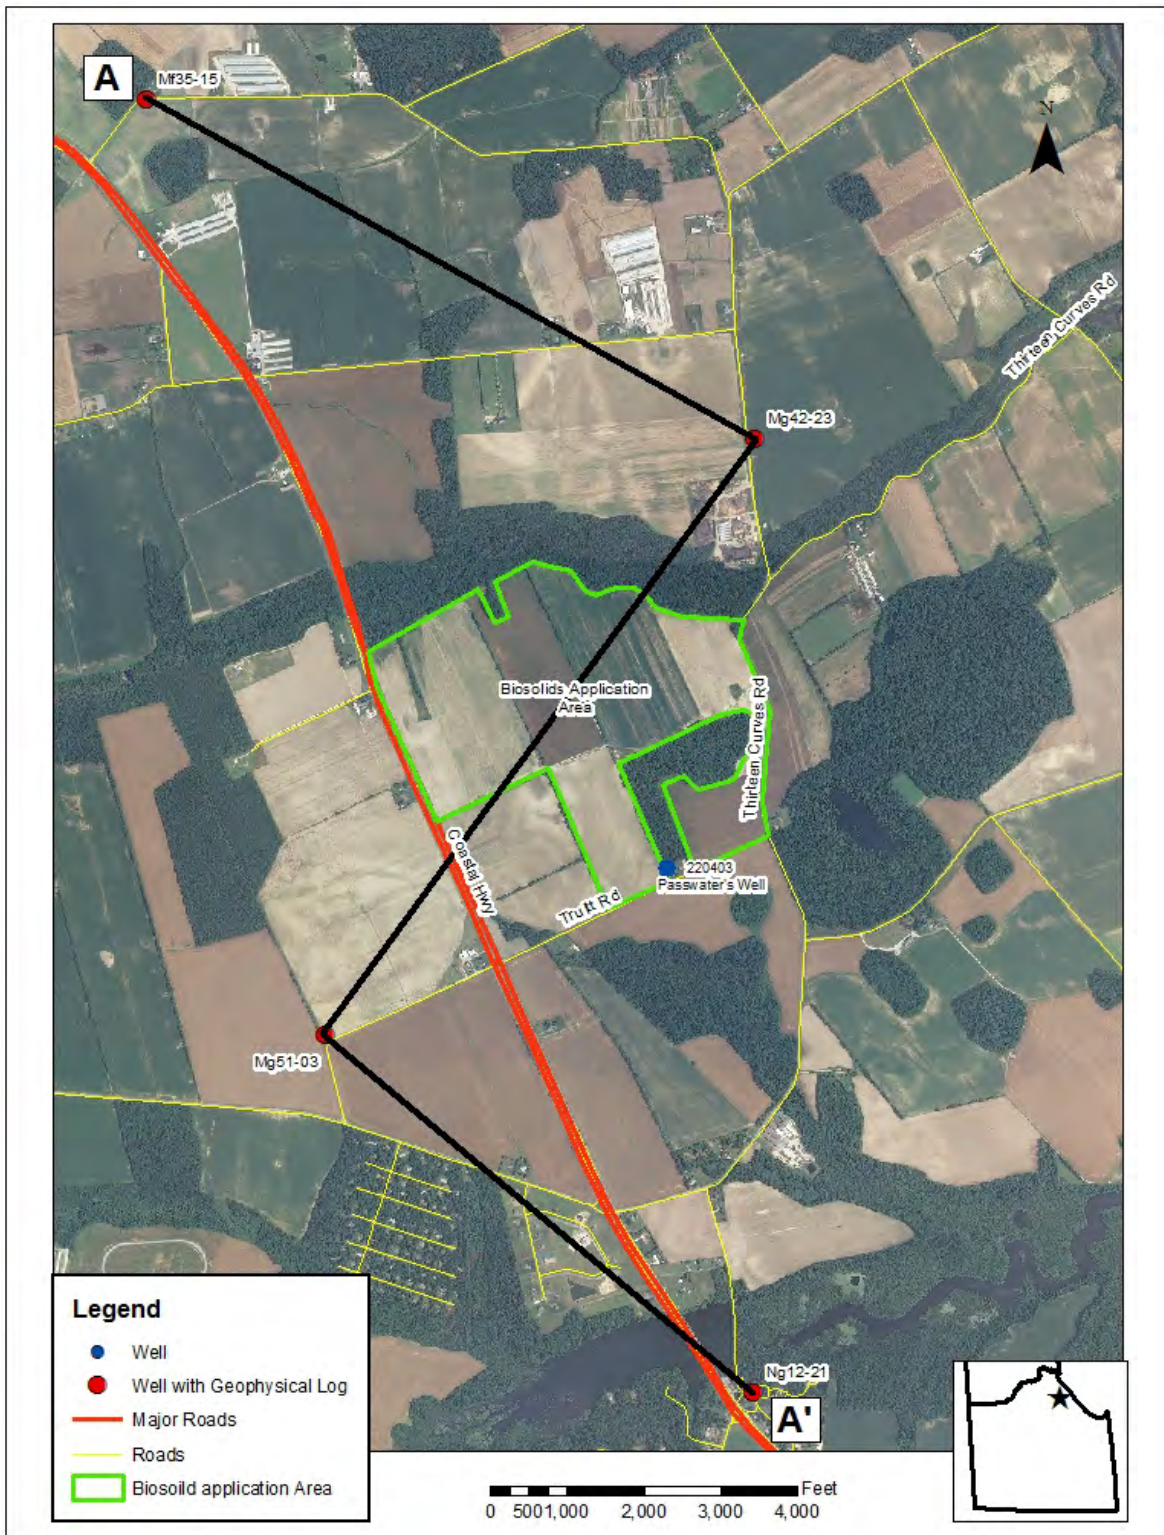 A
Mf35-15
N
Thirteen Curves Rd
Mg42-23
Biosolids Application
Area
Thirteen Curves Rd
Coastal Hwy
220403
Passwater's Well
Truitt Rd
Mg51-03
Ng12-21
A'
Legend
Well
Well with Geophysical Log
Major Roads
Roads
Biosoild application Area
Feet
0 500 1,000 2,000 3,000 4,000